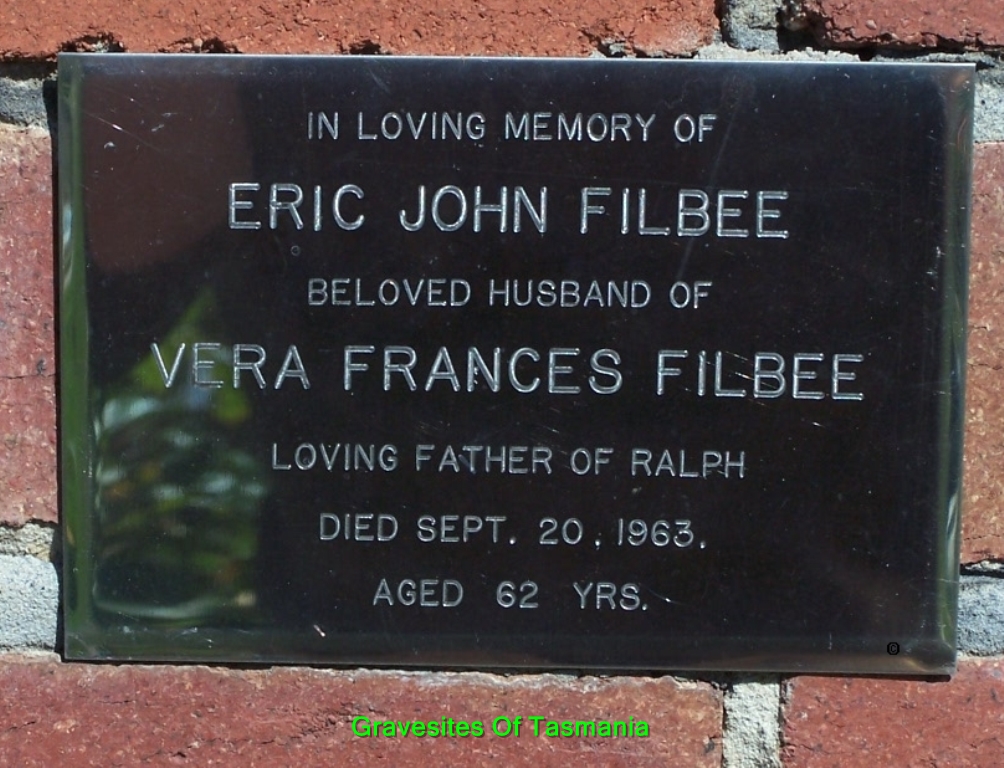 IN LOVING MEMORY OF
ERIC JOHN FILBEE
BELOVED HUSBAND OF
VERA FRANCES FILBEE
LOVING FATHER OF RALPH
DIED SEPT. 20, 1963.
AGED 62 YRS.
©
Gravesites Of Tasmania